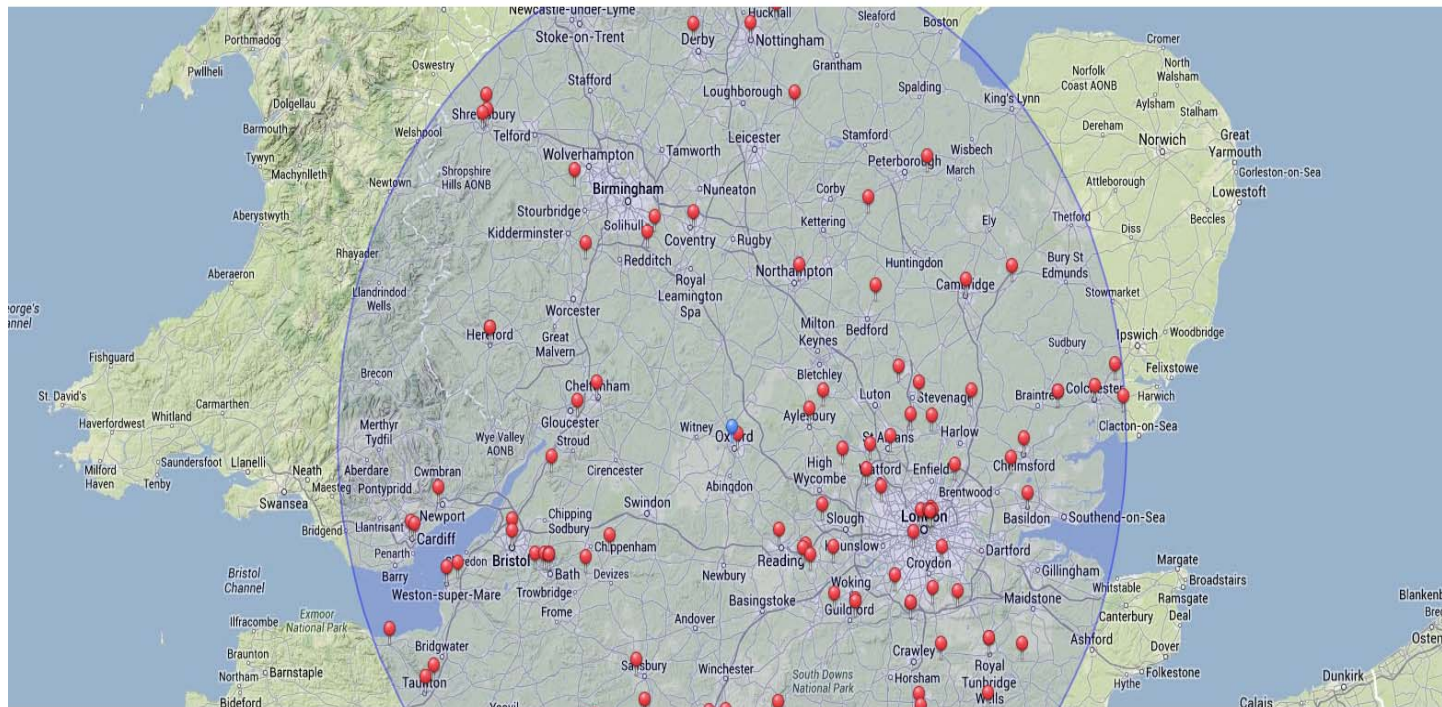 Newcastle-under-Lyme
Stoke-on-Trent
Hucknall
Derby
Nottingham
Sleaford
Boston
Grantham
Porthmadog
Pwllheli
Oswestry
Stafford
Cromer
North
Walsham
Norfolk
Coast AONB
Aylsham
Stalham
Dolgellau
Barmouth
Welshpool
Shrewsbury
Telford
Loughborough
Spalding
King's Lynn
Dereham
Norwich
Great
Yarmouth
Gorleston-on-Sea
Lowestoft
Tywyn
Machynlleth
Wolverhampton
Tamworth
Leicester
Stamford
Peterborough
Wisbech
March
Attleborough
Beccles
Newtown
Shropshire
Hills AONB
Birmingham
Nuneaton
Corby
Aberystwyth
Stourbridge
Solihull
Coventry
Rugby
Kettering
Ely
Thetford
Diss
Rhayader
Kidderminster
Redditch
Aberaeron
Llandrindod
Wells
Royal
Leamington
Spa
Northampton
Huntingdon
Cambridge
Bury St
Edmunds
Stowmarket
Worcester
Great
Malvern
Hereford
Milton
Keynes
Bedford
Sudbury
Ipswich
Woodbridge
Felixstowe
Harwich
Fishguard
St. David's
Brecon
Cheltenham
Bletchley
Luton
Stevenage
Braintree
Colchester
Clacton-on-Sea
Carmarthen
Whitland
Haverfordwest
Merthyr
Tydfil
Gloucester
Stroud
Wye Valley
AONB
Witney
Oxford
Aylesbury
St Albans
Harlow
Chelmsford
Milford
Haven
Saundersfoot
Tenby
Llanelli
Neath
Swansea
Maesteg
Aberdare
Pontypridd
Cwmbran
Cirencester
Abingdon
High
Wycombe
Watford
Enfield
Brentwood
Basildon
Southend-on-Sea
Bridgend
Llantrisant
Newport
Cardiff
Penarth
Barry
Chipping
Sodbury
Swindon
Slough
London
Hounslow
Dartford
Bristol
Channel
Clevedon
Bristol
Bath
Chippenham
Devizes
Newbury
Reading
Croydon
Gillingham
Margate
Broadstairs
Ramsgate
Deal
Whitstable
Canterbury
Weston-super-Mare
Trowbridge
Frome
Basingstoke
Woking
Guildford
Maidstone
Exmoor
National Park
Ilfracombe
Braunton
Barnstaple
Northam
Bideford
Bridgwater
Taunton
Andover
Salisbury
Winchester
South Downs
National Park
Crawley
Horsham
Royal
Tunbridge
Wells
Ashford
Dover
Folkestone
Hythe
Dunkirk
Calais